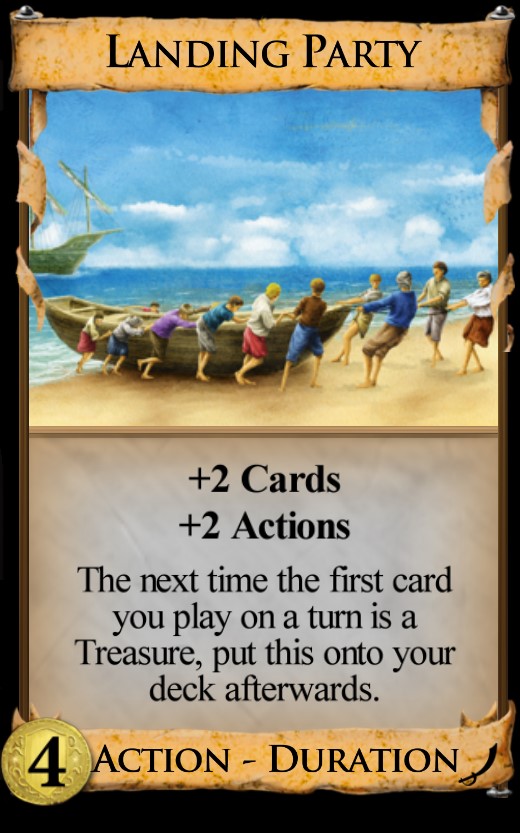 Landing Party
+2 Cards
+2 Actions
The next time the first card
you play on a turn is a
Treasure, put this onto your
deck afterwards.
4 Action - Duration